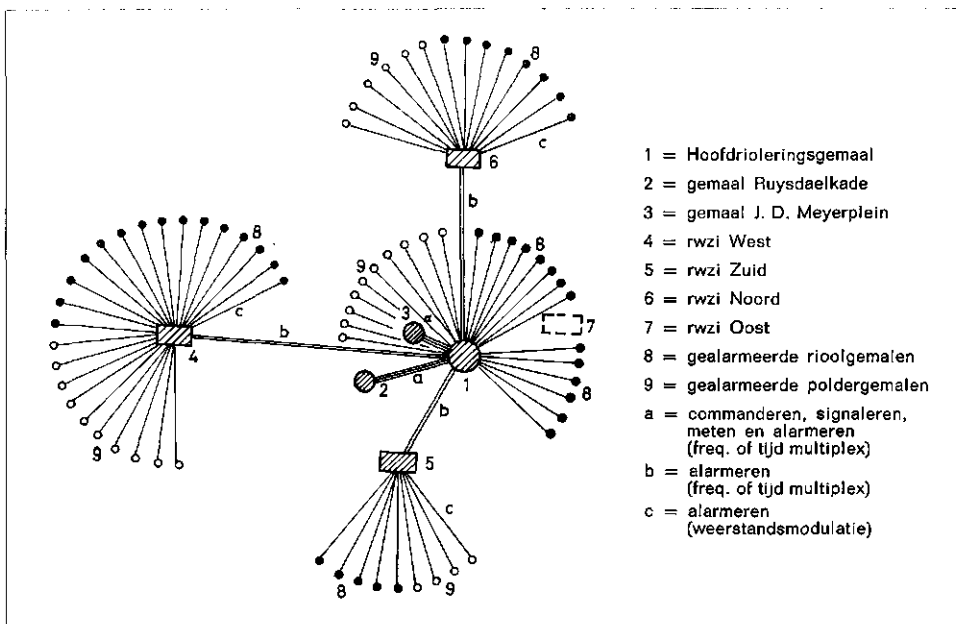 9
8
c
6
b
8
8
9
c
b
4
9
3
a
7
2
a
1
8
b
5
c
8
9
1 = Hoofdrioleringsgemaal
2 = gemaal Ruysdaelkade
3 = gemaal J. D. Meyerplein
4 = rwzi West
5 = rwzi Zuid
6 = rwzi Noord
7 = rwzi Oost
8 = gealarmeerde rioolgemalen
9 = gealarmeerde poldergemalen
a = commanderen, signaleren,
meten en alarmeren
(freq. of tijd multiplex)
b = alarmeren
(freq. of tijd multiplex)
c = alarmeren
(weerstandsmodulatie)